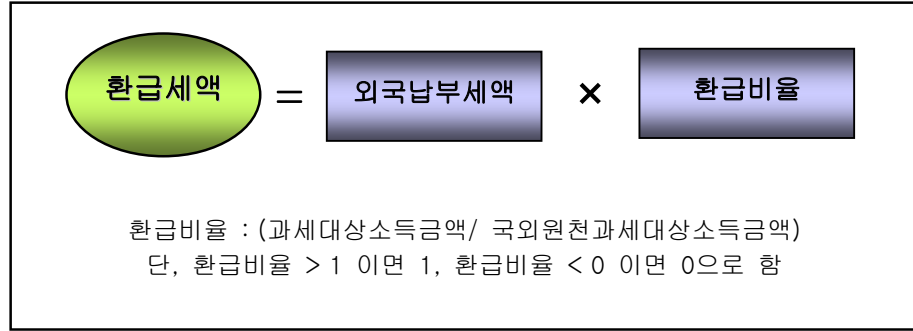 환급세액 = 외국납부세액 × 환급비율
환급비율 : (과세대상소득금액/ 국외원천과세대상소득금액)
단, 환급비율 > 1 이면 1, 환급비율 < 0 이면 0으로 함